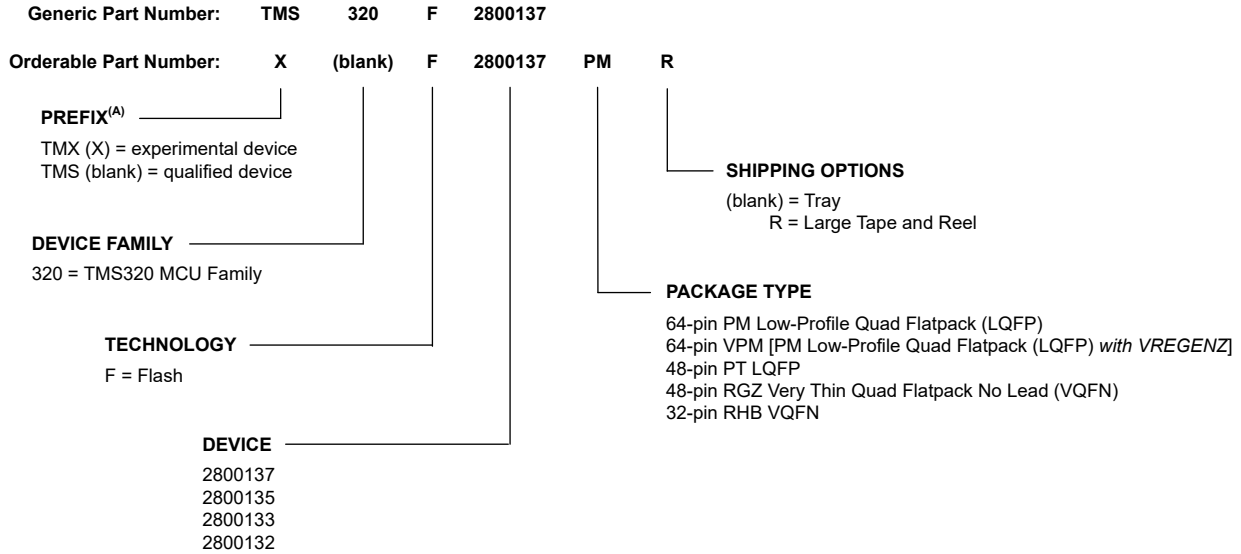 Generic Part Number: TMS 320 F 2800137
Orderable Part Number: X (blank) F 2800137 PM R
PREFIX(A)
TMX (X) = experimental device
TMS (blank) = qualified device
DEVICE FAMILY
320 = TMS320 MCU Family
TECHNOLOGY
F = Flash
DEVICE
2800137
2800135
2800133
2800132
SHIPPING OPTIONS
(blank) = Tray
R = Large Tape and Reel
PACKAGE TYPE
64-pin PM Low-Profile Quad Flatpack (LQFP)
64-pin VPM [PM Low-Profile Quad Flatpack (LQFP) with VREGENZ]
48-pin PT LQFP
48-pin RGZ Very Thin Quad Flatpack No Lead (VQFN)
32-pin RHB VQFN